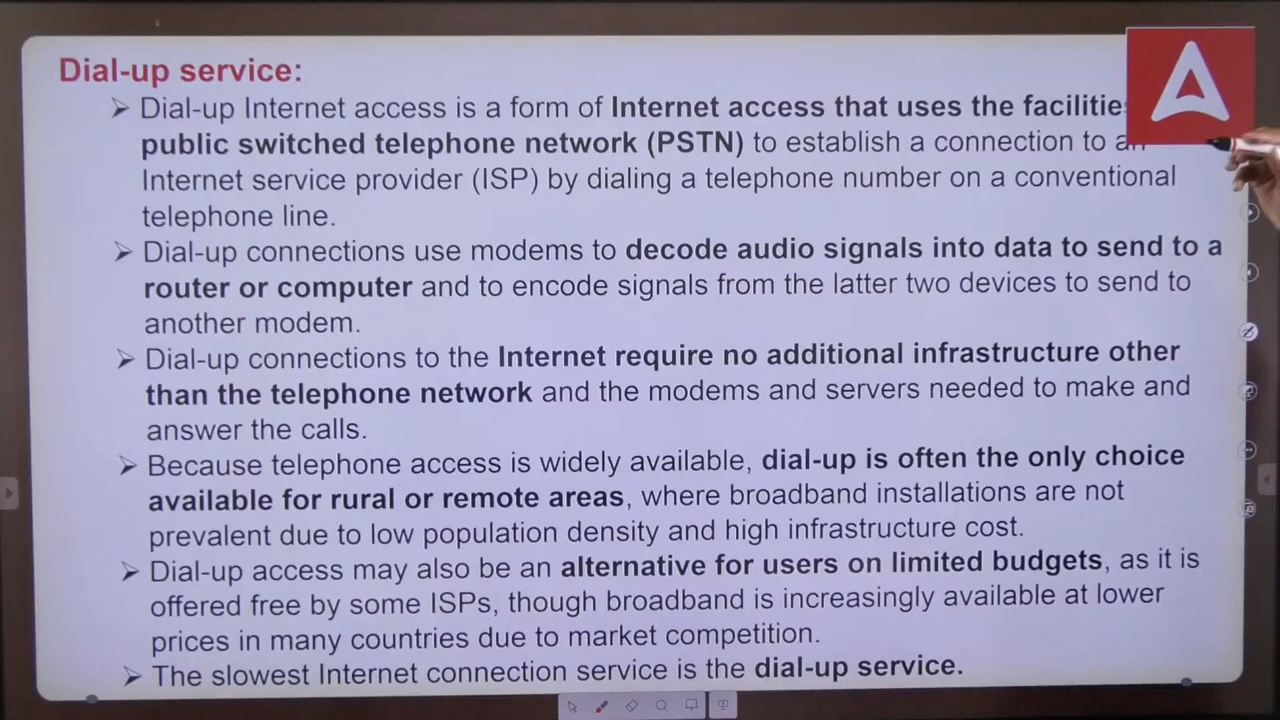 Dial-up service:
➢ Dial-up Internet access is a form of Internet access that uses the
public switched telephone network (PSTN) to establish a connection to
Internet service provider (ISP) by dialing a telephone number on a conventional
telephone line.
➢ Dial-up connections use modems to decode audio signals into data to send to a
router or computer and to encode signals from the latter two devices to send to
another modem.
➢ Dial-up connections to the Internet require no additional infrastructure other
than the telephone network and the modems and servers needed to make and
answer the calls.
➢ Because telephone access is widely available, dial-up is often the only choice
available for rural or remote areas, where broadband installations are not
prevalent due to low population density and high infrastructure cost.
➢ Dial-up access may also be an alternative for users on limited budgets, as it is
offered free by some ISPs, though broadband is increasingly available at lower
prices in many countries due to market competition.
➢ The slowest Internet connection service is the dial-up service.